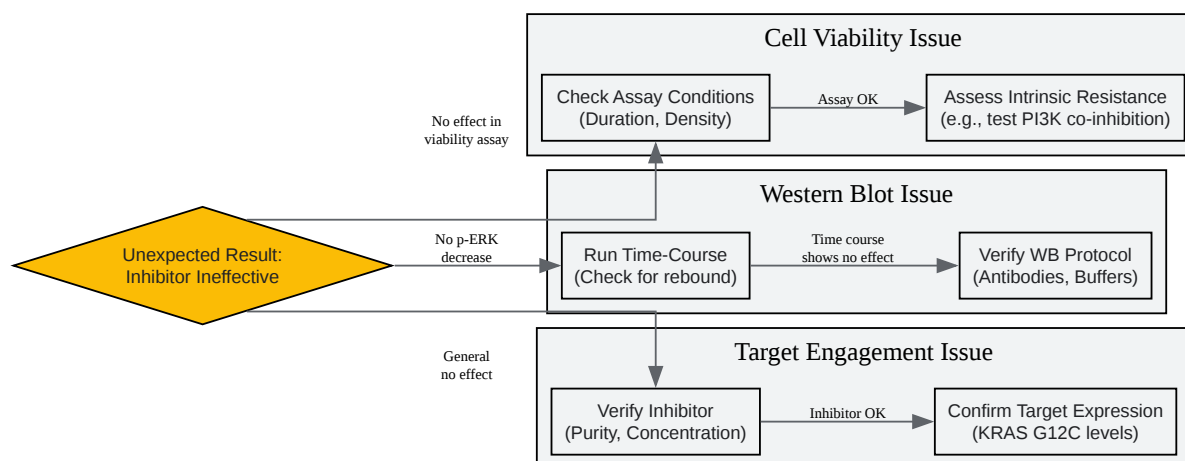 Cell Viability Issue
Check Assay Conditions
(Duration, Density)
Assay OK
Assess Intrinsic Resistance
(e.g., test PI3K co-inhibition)
No effect in
viability assay
Western Blot Issue
Unexpected Result:
Inhibitor Ineffective
No p-ERK
decrease
Run Time-Course
(Check for rebound)
Time course
shows no effect
Verify WB Protocol
(Antibodies, Buffers)
Target Engagement Issue
General
no effect
Verify Inhibitor
(Purity, Concentration)
Inhibitor OK
Confirm Target Expression
(KRAS G12C levels)